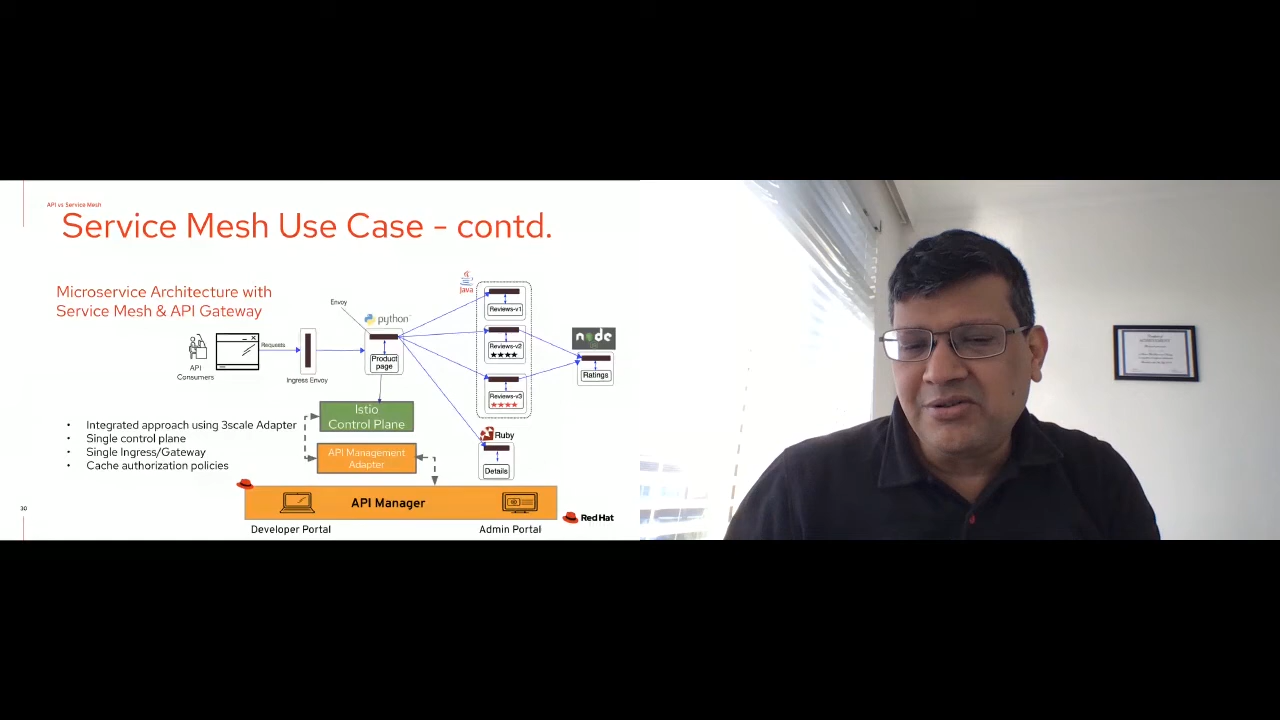 API vs Service Mesh
Service Mesh Use Case - contd.
Microservice Architecture with
Service Mesh & API Gateway
Envoy
python
Java
Reviews-v1
Reviews-v2
★★★★
Reviews-v3
★★★★
node
Ratings
Requests
API
Consumers
Ingress Envoy
Product
page
Istio
Control Plane
Ruby
Details
API Management
Adapter
• Integrated approach using 3scale Adapter
• Single control plane
• Single Ingress/Gateway
• Cache authorization policies
API Manager
Developer Portal
Admin Portal
30
Red Hat